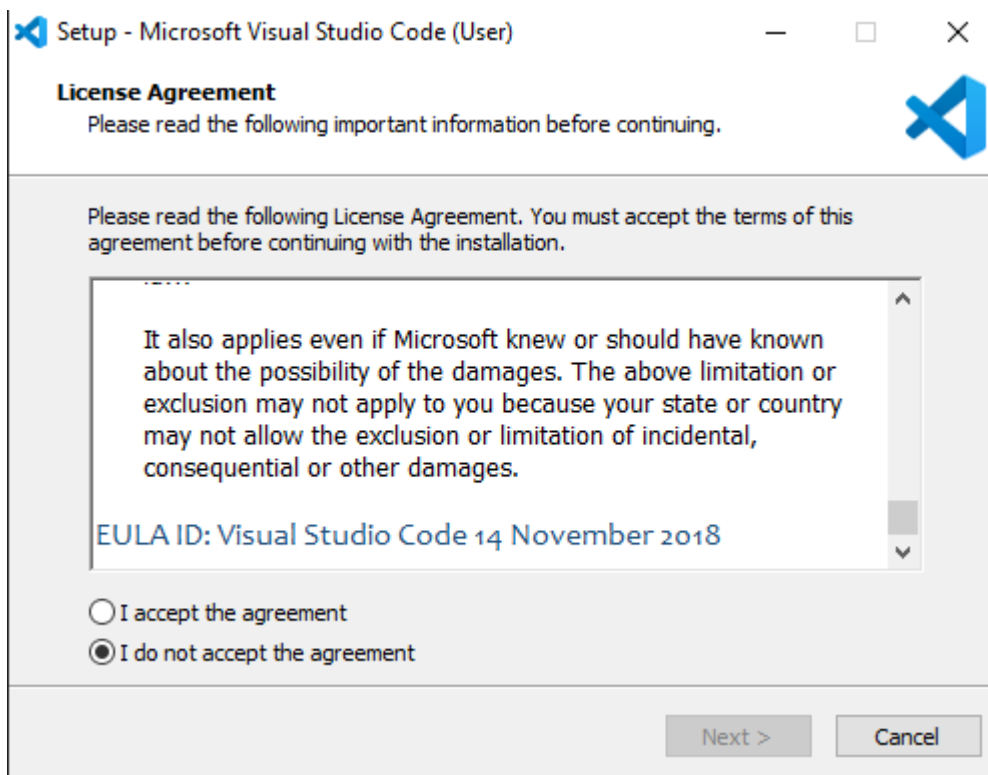 Setup - Microsoft Visual Studio Code (User)
License Agreement
Please read the following important information before continuing.
Please read the following License Agreement. You must accept the terms of this
agreement before continuing with the installation.
It also applies even if Microsoft knew or should have known
about the possibility of the damages. The above limitation or
exclusion may not apply to you because your state or country
may not allow the exclusion or limitation of incidental,
consequential or other damages.
EULA ID: Visual Studio Code 14 November 2018
I accept the agreement
I do not accept the agreement
Next >
Cancel